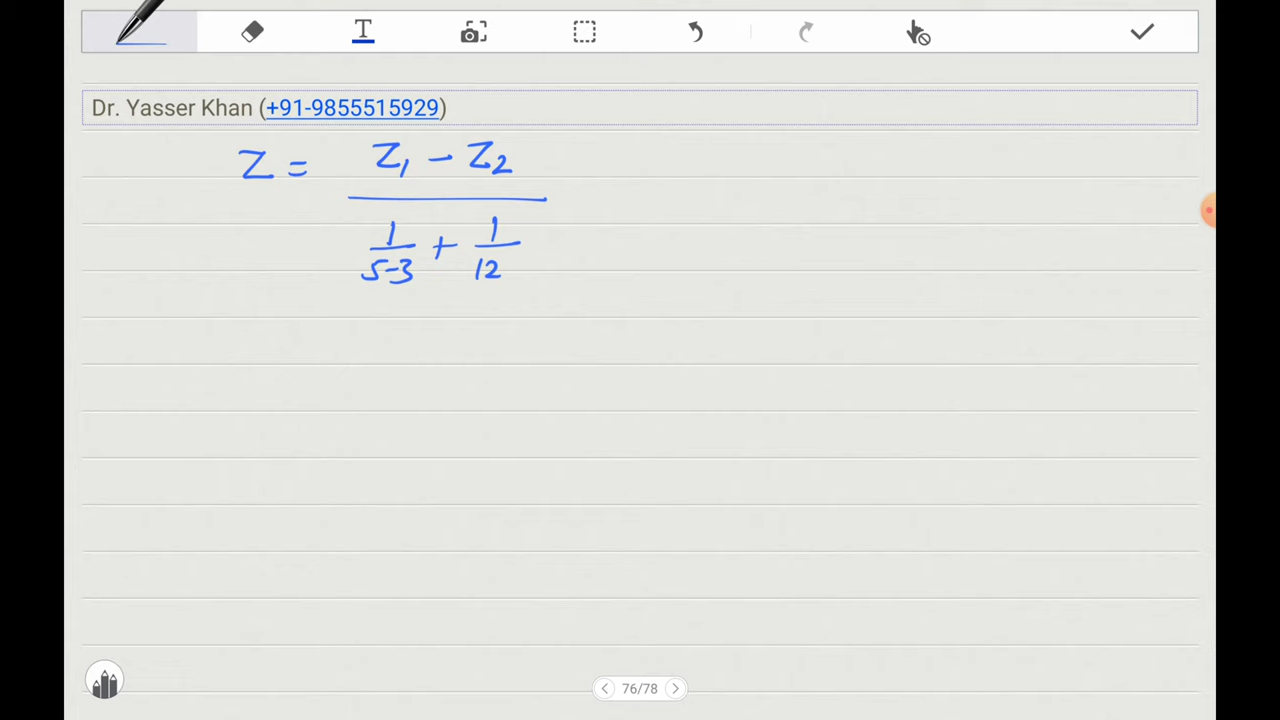 T
Dr. Yasser Khan (+91-9855515929)
Z = Z₁ - Z₂
1/5-3 + 1/12
76/78